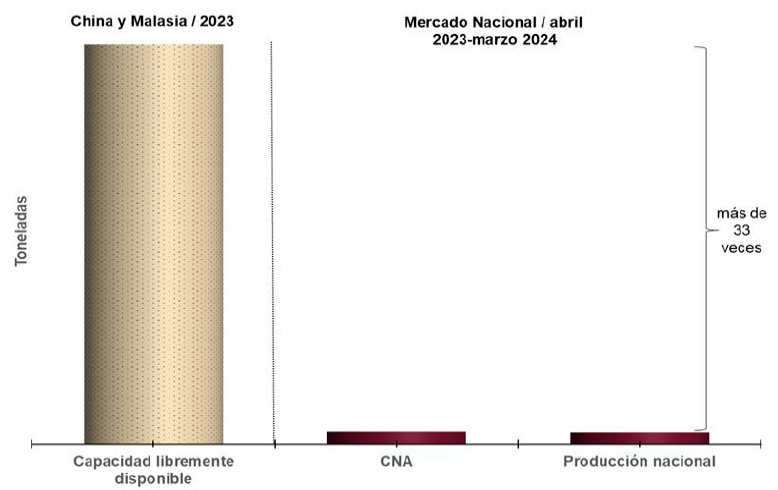 China y Malasia / 2023
Mercado Nacional / abril
2023-marzo 2024
Toneladas
más de
33
veces
Capacidad libremente
disponible
CNA
Producción nacional